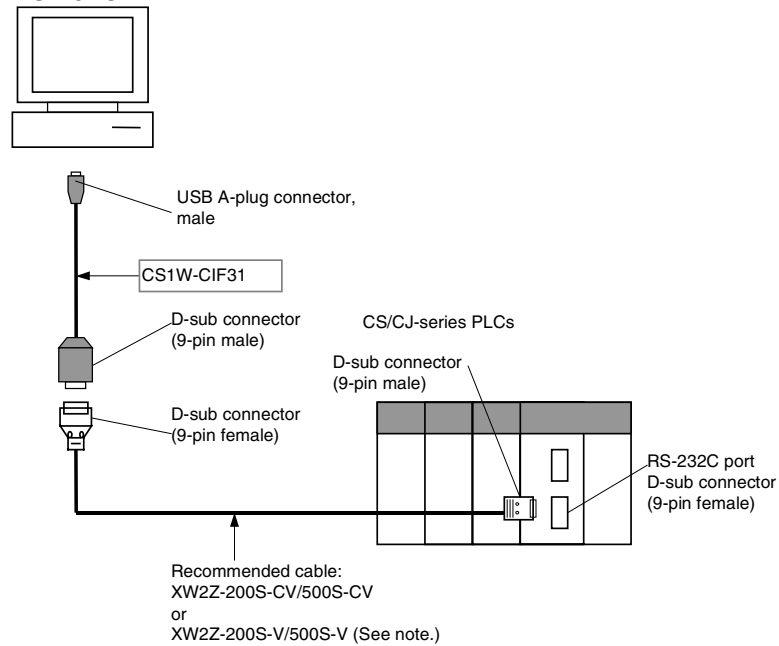 USB A-plug connector,
male
CS1W-CIF31
D-sub connector
(9-pin male)
CS/CJ-series PLCs
D-sub connector
(9-pin male)
D-sub connector
(9-pin female)
RS-232C port
D-sub connector
(9-pin female)
Recommended cable:
XW2Z-200S-CV/500S-CV
or
XW2Z-200S-V/500S-V (See note.)